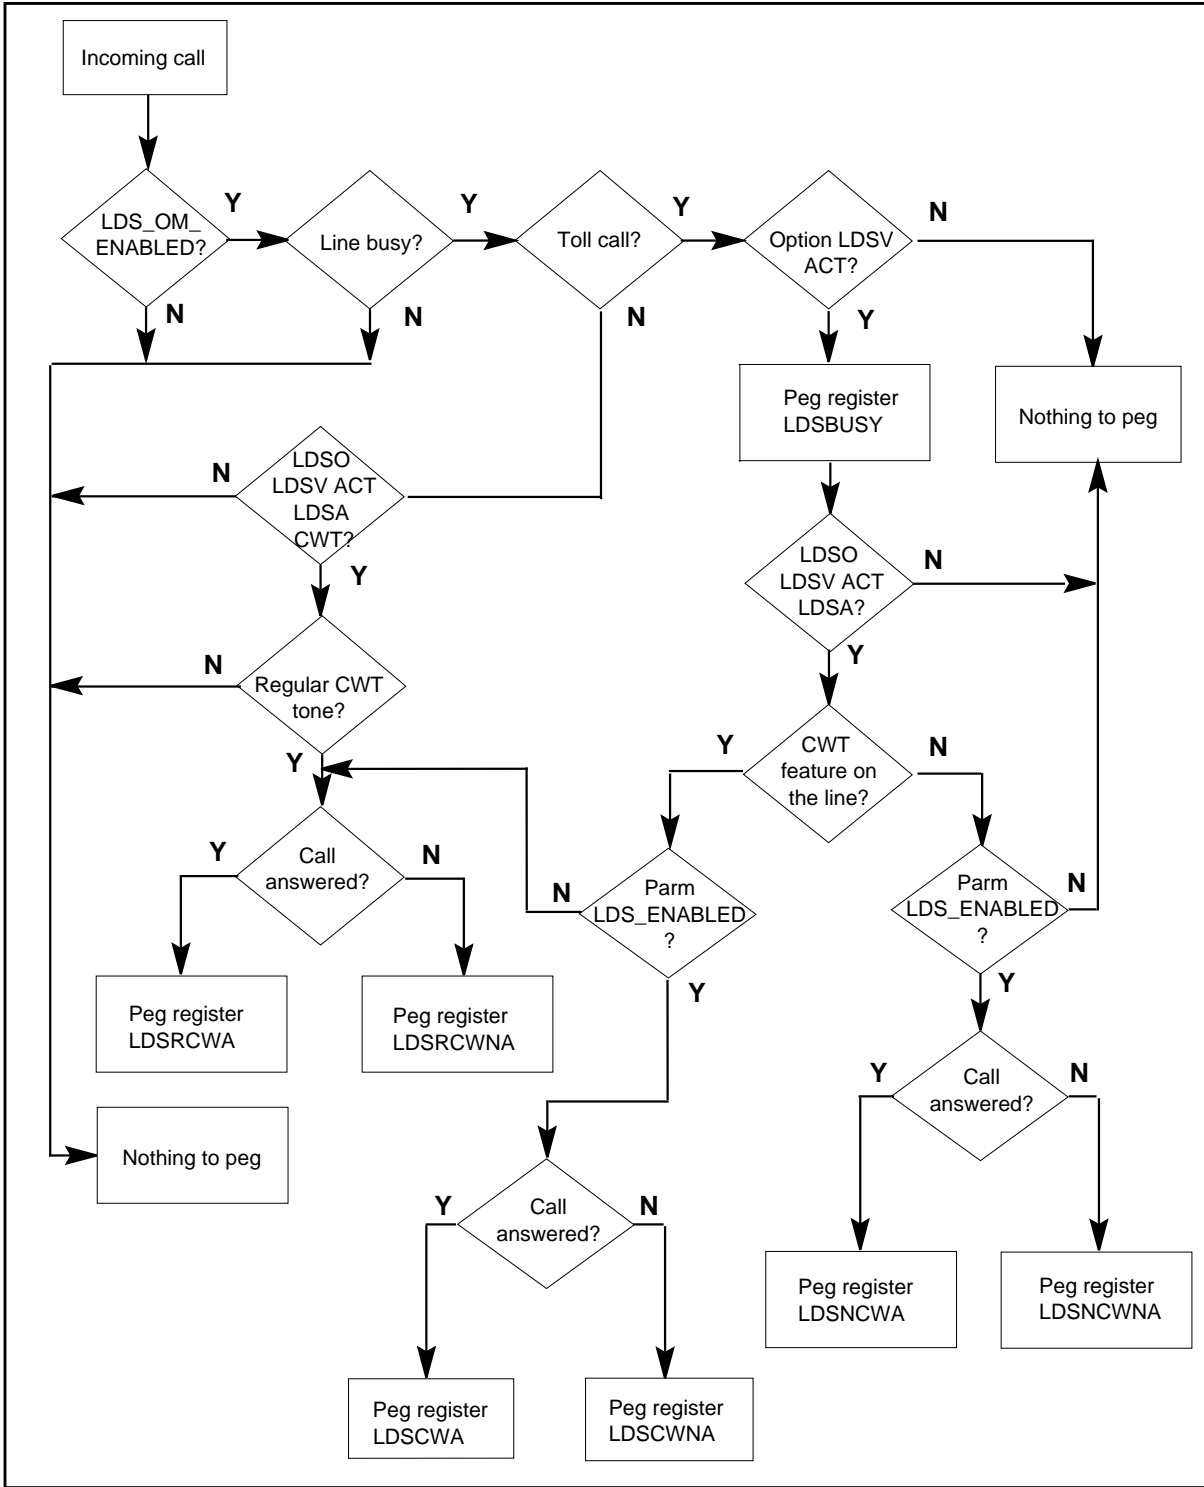 Incoming call
LDS_OM_
ENABLED?
Y
Line busy?
Y
Toll call?
Y
Option LDSV
ACT?
N
N
N
N
Y
Peg register
LDSBUSY
Nothing to peg
N
LDSO
LDSV ACT
LDSA
CWT?
Y
LDSO
LDSV ACT
LDSA?
N
Y
N
Regular CWT
tone?
Y
Y
CWT
feature on
the line?
N
Y
Call
answered?
N
N
Parm
LDS_ENABLED
?
Y
Parm
LDS_ENABLED
?
N
Y
Peg register
LDSRCWA
Peg register
LDSRCWNA
Y
Call
answered?
N
Nothing to peg
Y
Call
answered?
N
Peg register
LDSNCWA
Peg register
LDSNCWNA
Peg register
LDSCWA
Peg register
LDSCWNA